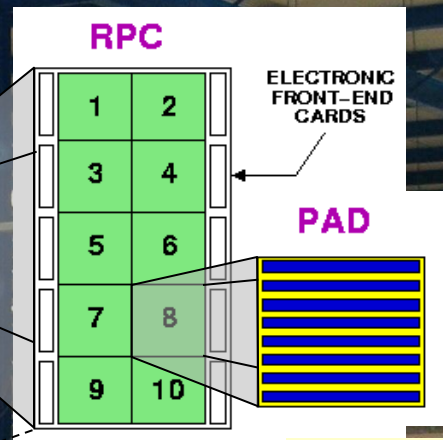 RPC
ELECTRONIC
FRONT-END
CARDS
1 2
3 4
PAD
5 6
7 8
9 10